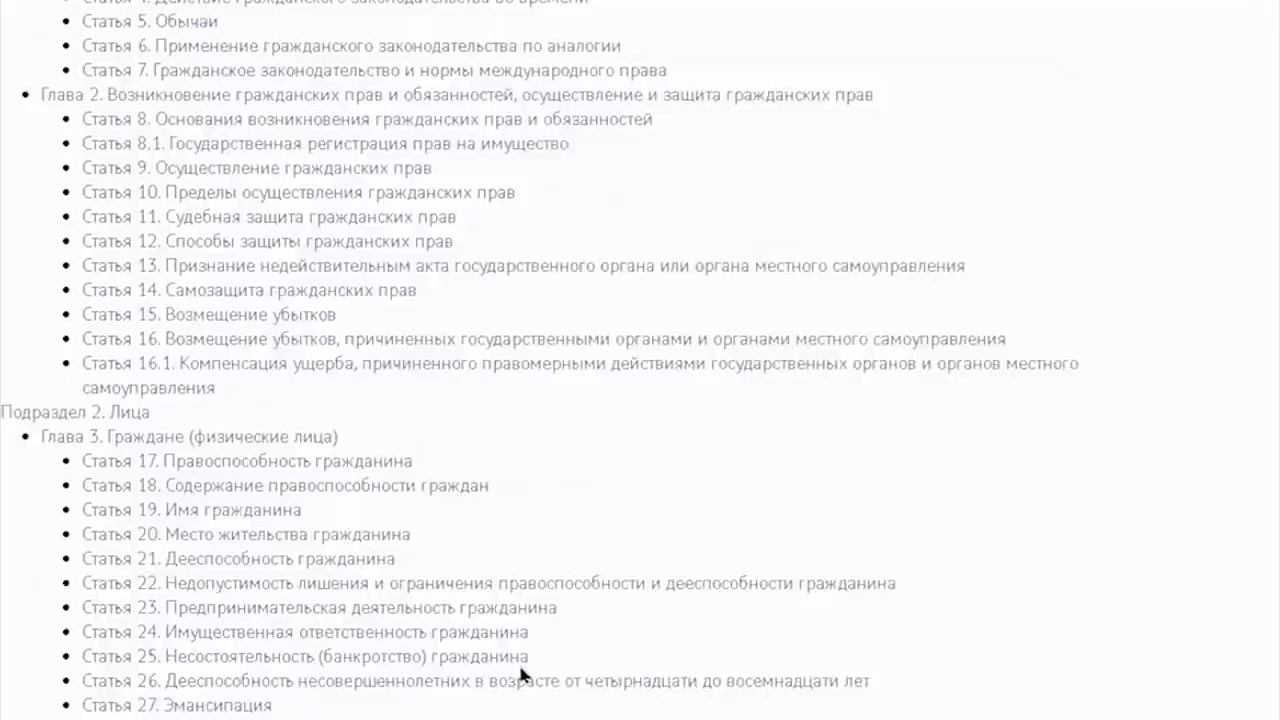 Статья 4. Действие гражданского законодательства во времени
Статья 5. Обычаи
Статья 6. Применение гражданского законодательства по аналогии
Статья 7. Гражданское законодательство и нормы международного права
Глава 2. Возникновение гражданских прав и обязанностей, осуществление и защита гражданских прав
Статья 8. Основания возникновения гражданских прав и обязанностей
Статья 8.1. Государственная регистрация прав на имущество
Статья 9. Осуществление гражданских прав
Статья 10. Пределы осуществления гражданских прав
Статья 11. Судебная защита гражданских прав
Статья 12. Способы защиты гражданских прав
Статья 13. Признание недействительным акта государственного органа или органа местного самоуправления
Статья 14. Самозащита гражданских прав
Статья 15. Возмещение убытков
Статья 16. Возмещение убытков, причиненных государственными органами и органами местного самоуправления
Статья 16.1. Компенсация ущерба, причиненного правомерными действиями государственных органов и органов местного
самоуправления
Подраздел 2. Лица
Глава 3. Граждане (физические лица)
Статья 17. Правоспособность гражданина
Статья 18. Содержание правоспособности граждан
Статья 19. Имя гражданина
Статья 20. Место жительства гражданина
Статья 21. Дееспособность гражданина
Статья 22. Недопустимость лишения и ограничения правоспособности и дееспособности гражданина
Статья 23. Предпринимательская деятельность гражданина
Статья 24. Имущественная ответственность гражданина
Статья 25. Несостоятельность (банкротство) гражданина
Статья 26. Дееспособность несовершеннолетних в возрасте от четырнадцати до восемнадцати лет
Статья 27. Эмансипация